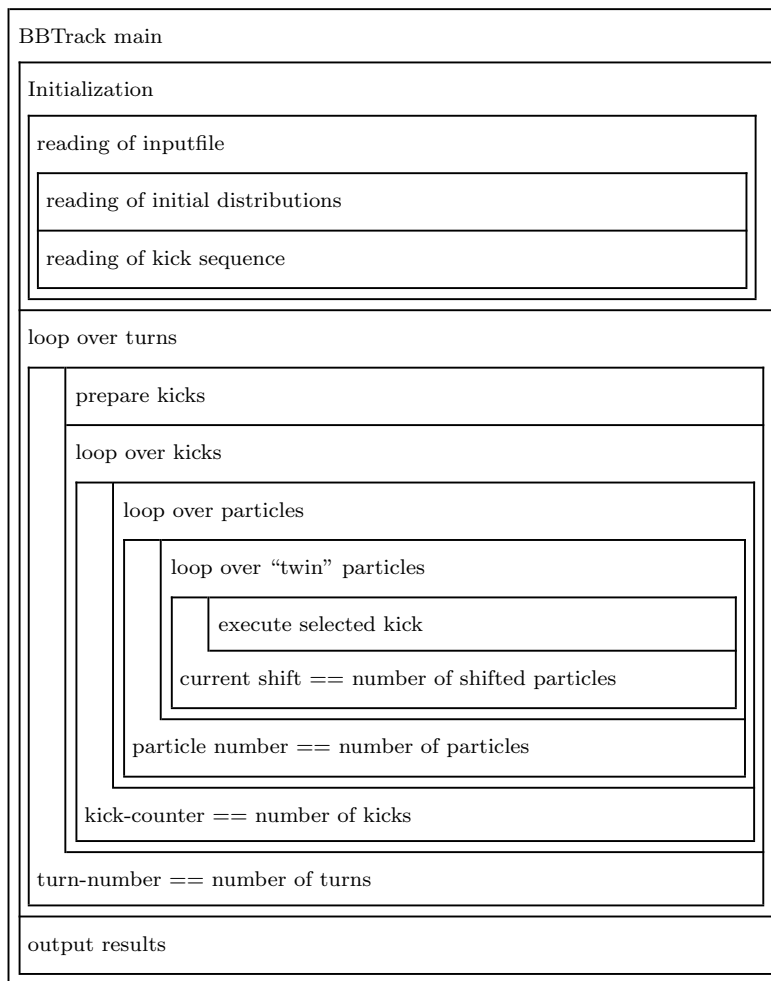 BBTrack main
Initialization
reading of inputfile
reading of initial distributions
reading of kick sequence
loop over turns
prepare kicks
loop over kicks
loop over particles
loop over “twin” particles
execute selected kick
current shift == number of shifted particles
particle number == number of particles
kick-counter == number of kicks
turn-number == number of turns
output results